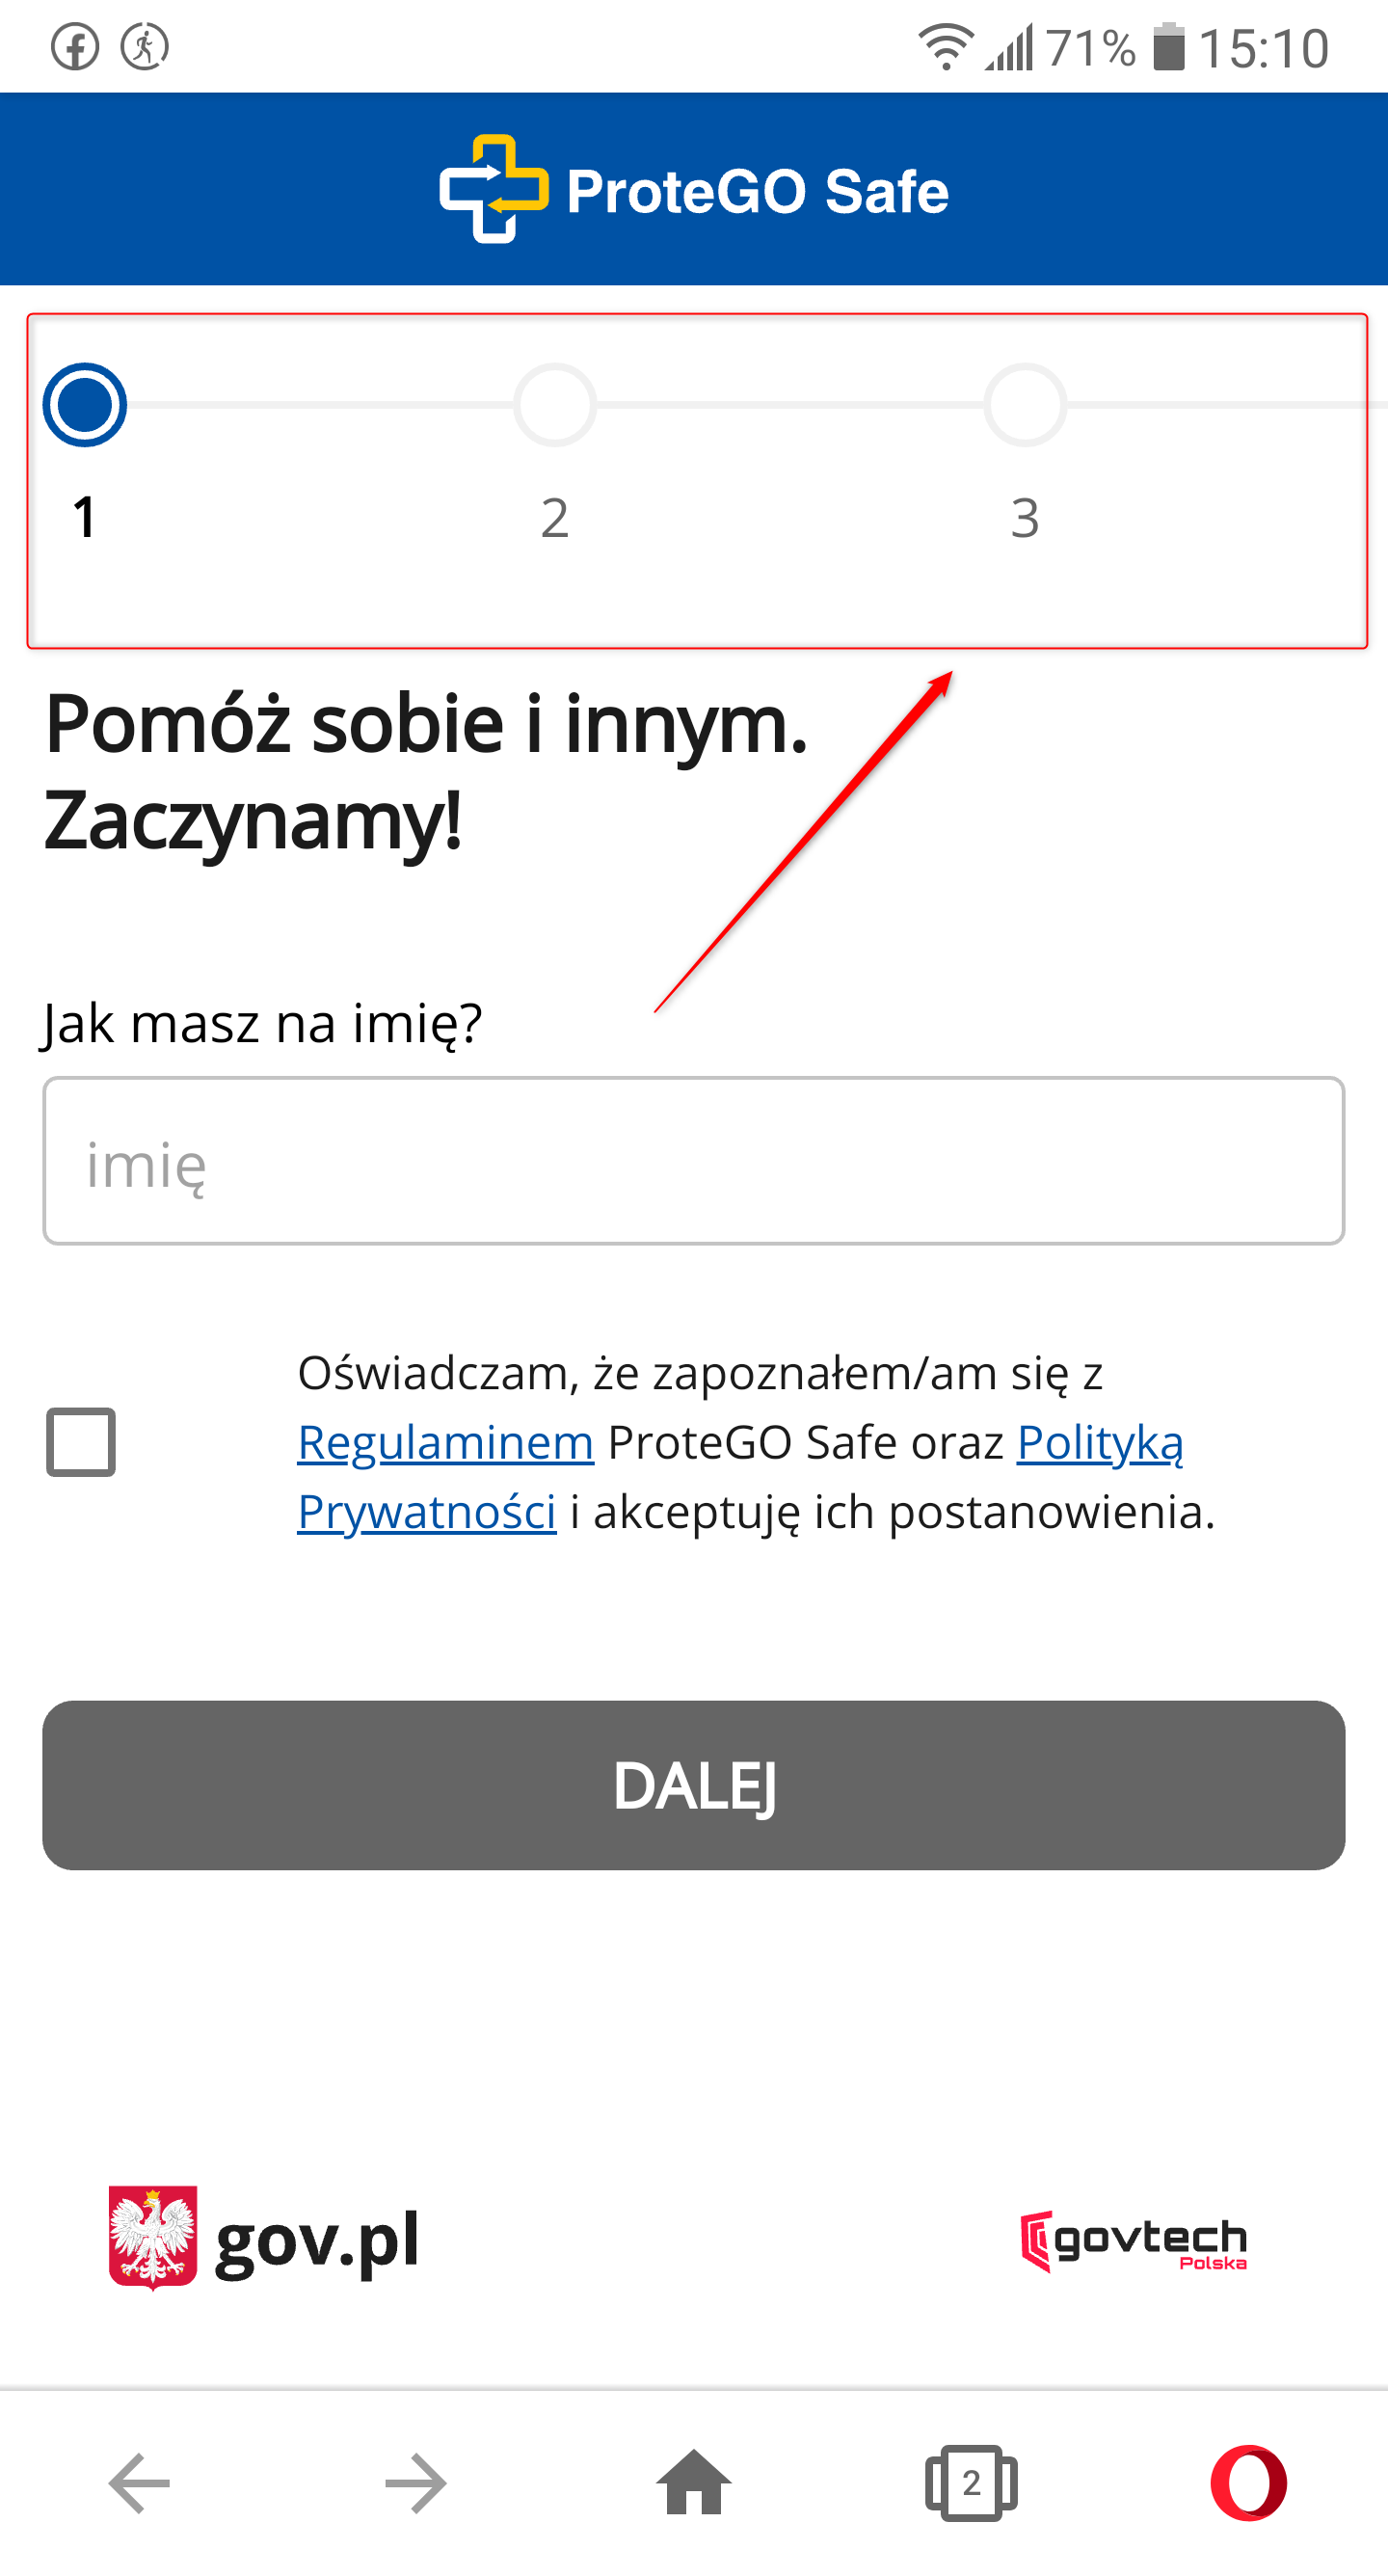 71% 15:10
ProteGO Safe
1 2 3
Pomóż sobie i innym.
Zaczynamy!
Jak masz na imię?
imię
Oświadczam, że zapoznałem/am się z
Regulaminem ProteGO Safe oraz Polityką
Prywatności i akceptuję ich postanowienia.
DALEJ
gov.pl govtech
Polska
2